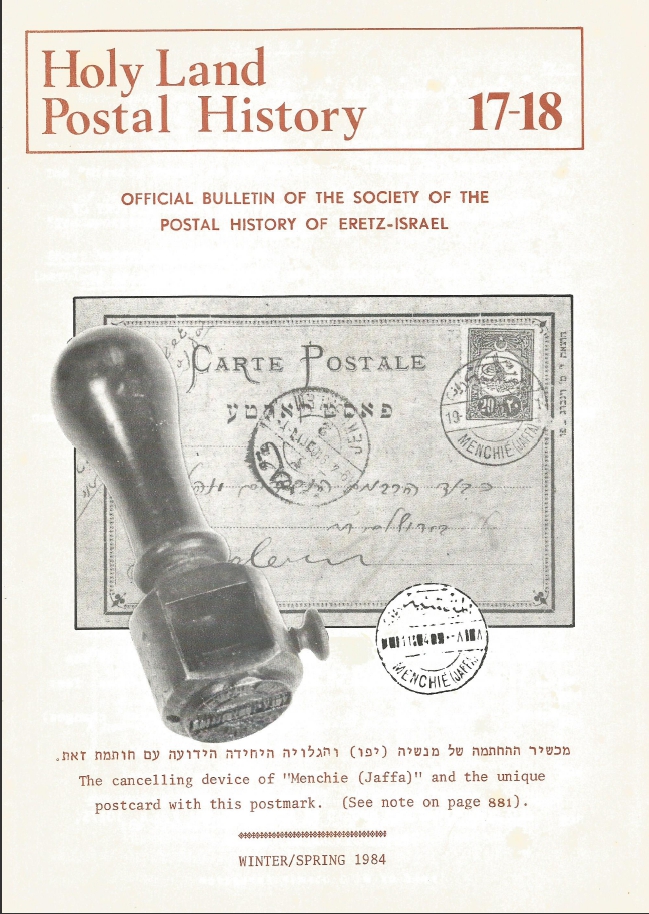 Holy Land
Postal History 17-18
OFFICIAL BULLETIN OF THE SOCIETY OF THE
POSTAL HISTORY OF ERETZ-ISRAEL
CARTE POSTALE
פאסט קארטע
20 ٢٠
MENCHIE (JAFFA)
MENCHIE (JAFFA)
מכשיר החתמה של מנשיה (יפו) והגלויה היחידה הידועה עם חותמת זאת.
The cancelling device of "Menchie (Jaffa)" and the unique
postcard with this postmark. (See note on page 881).
WINTER/SPRING 1984